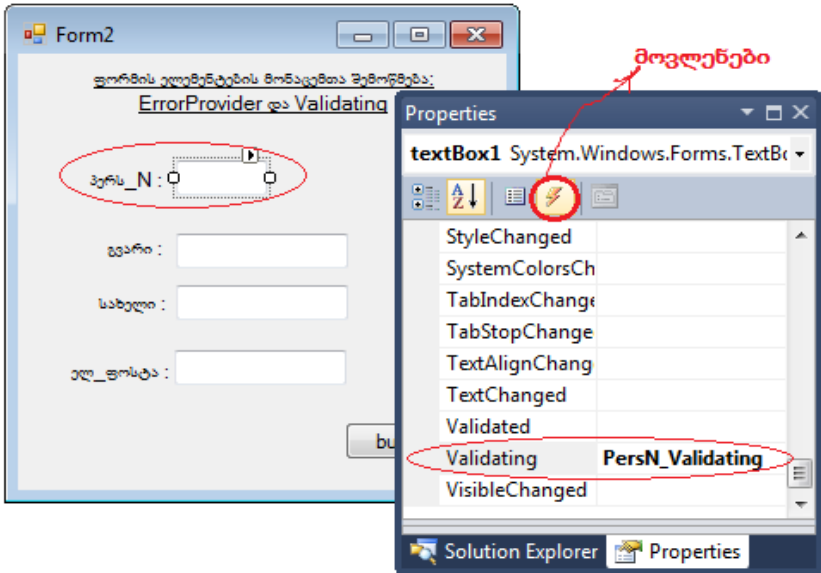 Form2
ფორმის ელემენტების მონაცემთა შემოწმება:
ErrorProvider და Validating
პერს_N :
გვარი :
სახელი :
ელ_ფოსტა :
bu
მოვლენები
Properties
textBox1 System.Windows.Forms.TextBo
StyleChanged
SystemColorsCh
TabIndexChange
TabStopChange
TextAlignChang
TextChanged
Validated
Validating PersN_Validating
VisibleChanged
Solution Explorer Properties